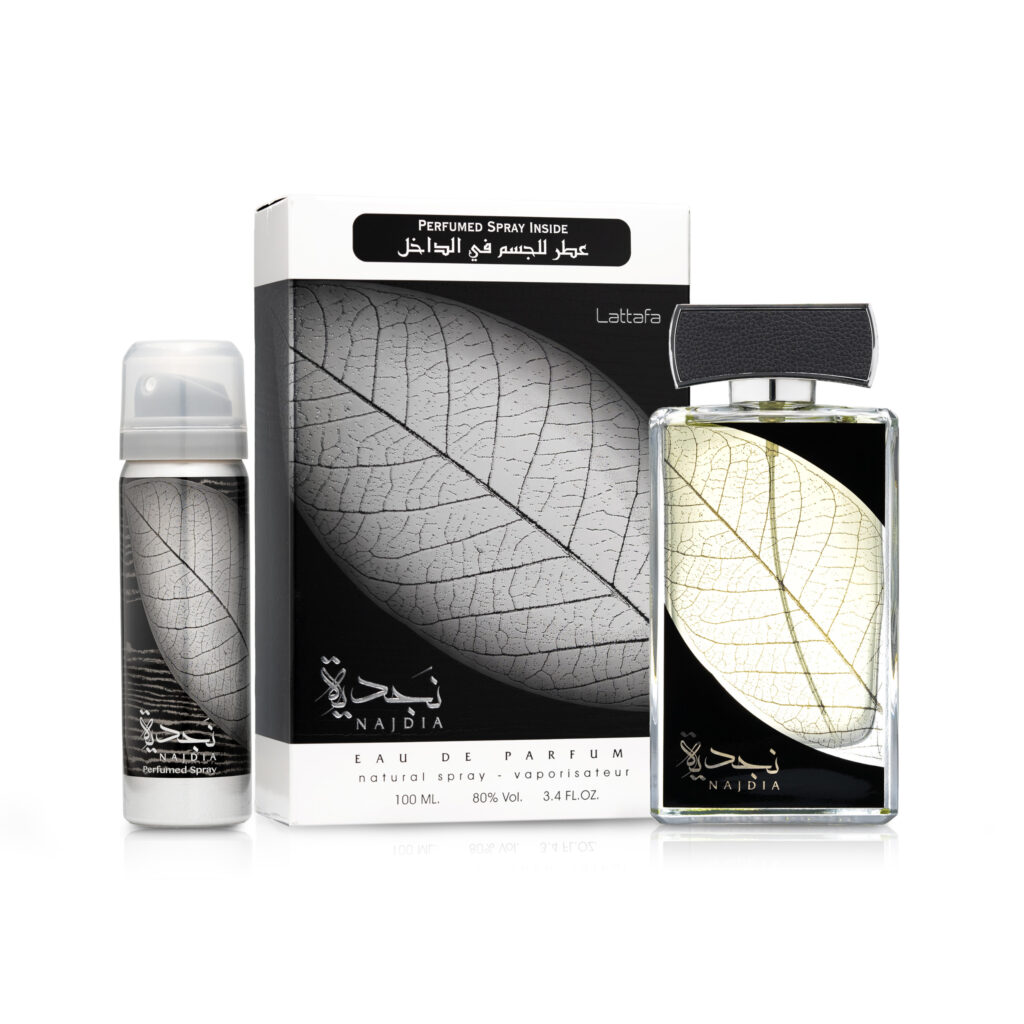 PERFUMED SPRAY INSIDE
عطر للجسم في الداخل
Lattafa
نجدية
NAJDIA
EAU DE PARFUM
natural spray - vaporisateur
100 ML. 80% Vol. 3.4 FL.OZ.
نجدية
NAJDIA
Perfumed Spray
نجدية
NAJDIA